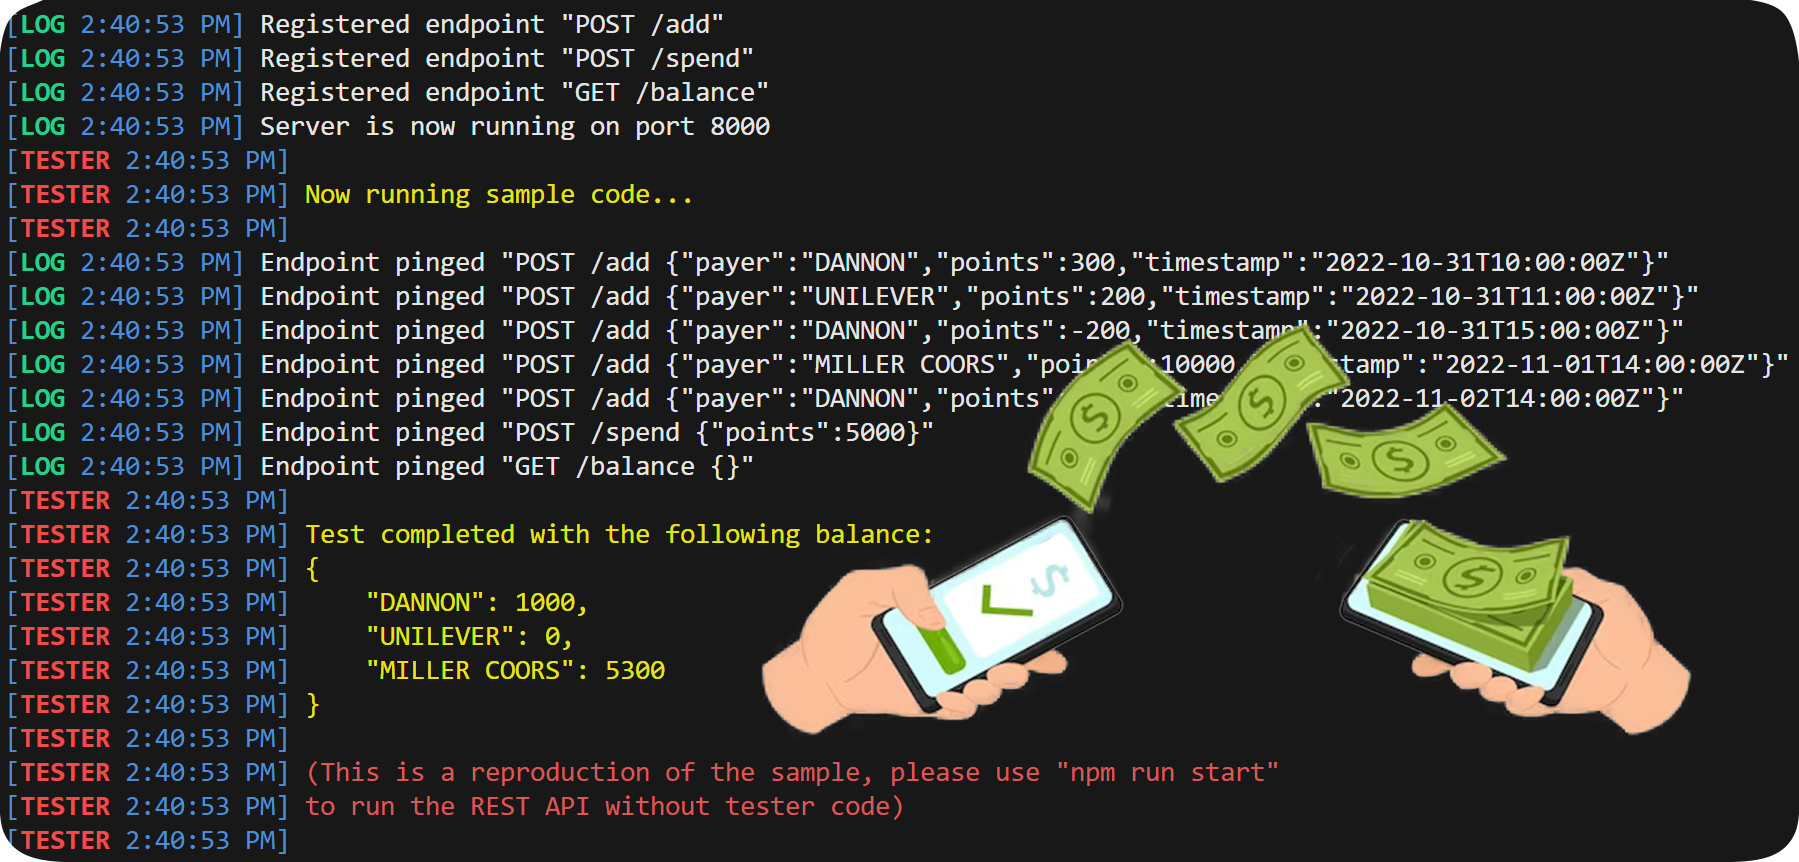 [LOG 2:40:53 PM] Registered endpoint "POST /add"
[LOG 2:40:53 PM] Registered endpoint "POST /spend"
[LOG 2:40:53 PM] Registered endpoint "GET /balance"
[LOG 2:40:53 PM] Server is now running on port 8000
[TESTER 2:40:53 PM]
[TESTER 2:40:53 PM] Now running sample code...
[TESTER 2:40:53 PM]
[LOG 2:40:53 PM] Endpoint pinged "POST /add {"payer":"DANNON","points":300,"timestamp":"2022-10-31T10:00:00Z"}"
[LOG 2:40:53 PM] Endpoint pinged "POST /add {"payer":"UNILEVER","points":200,"timestamp":"2022-10-31T11:00:00Z"}"
[LOG 2:40:53 PM] Endpoint pinged "POST /add {"payer":"DANNON","points":-200,"timestamp":"2022-10-31T15:00:00Z"}"
[LOG 2:40:53 PM] Endpoint pinged "POST /add {"payer":"MILLER COORS","poin :10000 stamp":"2022-11-01T14:00:00Z"}"
[LOG 2:40:53 PM] Endpoint pinged "POST /add {"payer":"DANNON","points" ime :"2022-11-02T14:00:00Z"}"
[LOG 2:40:53 PM] Endpoint pinged "POST /spend {"points":5000}"
[LOG 2:40:53 PM] Endpoint pinged "GET /balance {}"
[TESTER 2:40:53 PM]
[TESTER 2:40:53 PM] Test completed with the following balance:
[TESTER 2:40:53 PM] {
[TESTER 2:40:53 PM]     "DANNON": 1000,
[TESTER 2:40:53 PM]     "UNILEVER": 0,
[TESTER 2:40:53 PM]     "MILLER COORS": 5300
[TESTER 2:40:53 PM] }
[TESTER 2:40:53 PM]
[TESTER 2:40:53 PM] (This is a reproduction of the sample, please use "npm run start"
[TESTER 2:40:53 PM] to run the REST API without tester code)
[TESTER 2:40:53 PM]